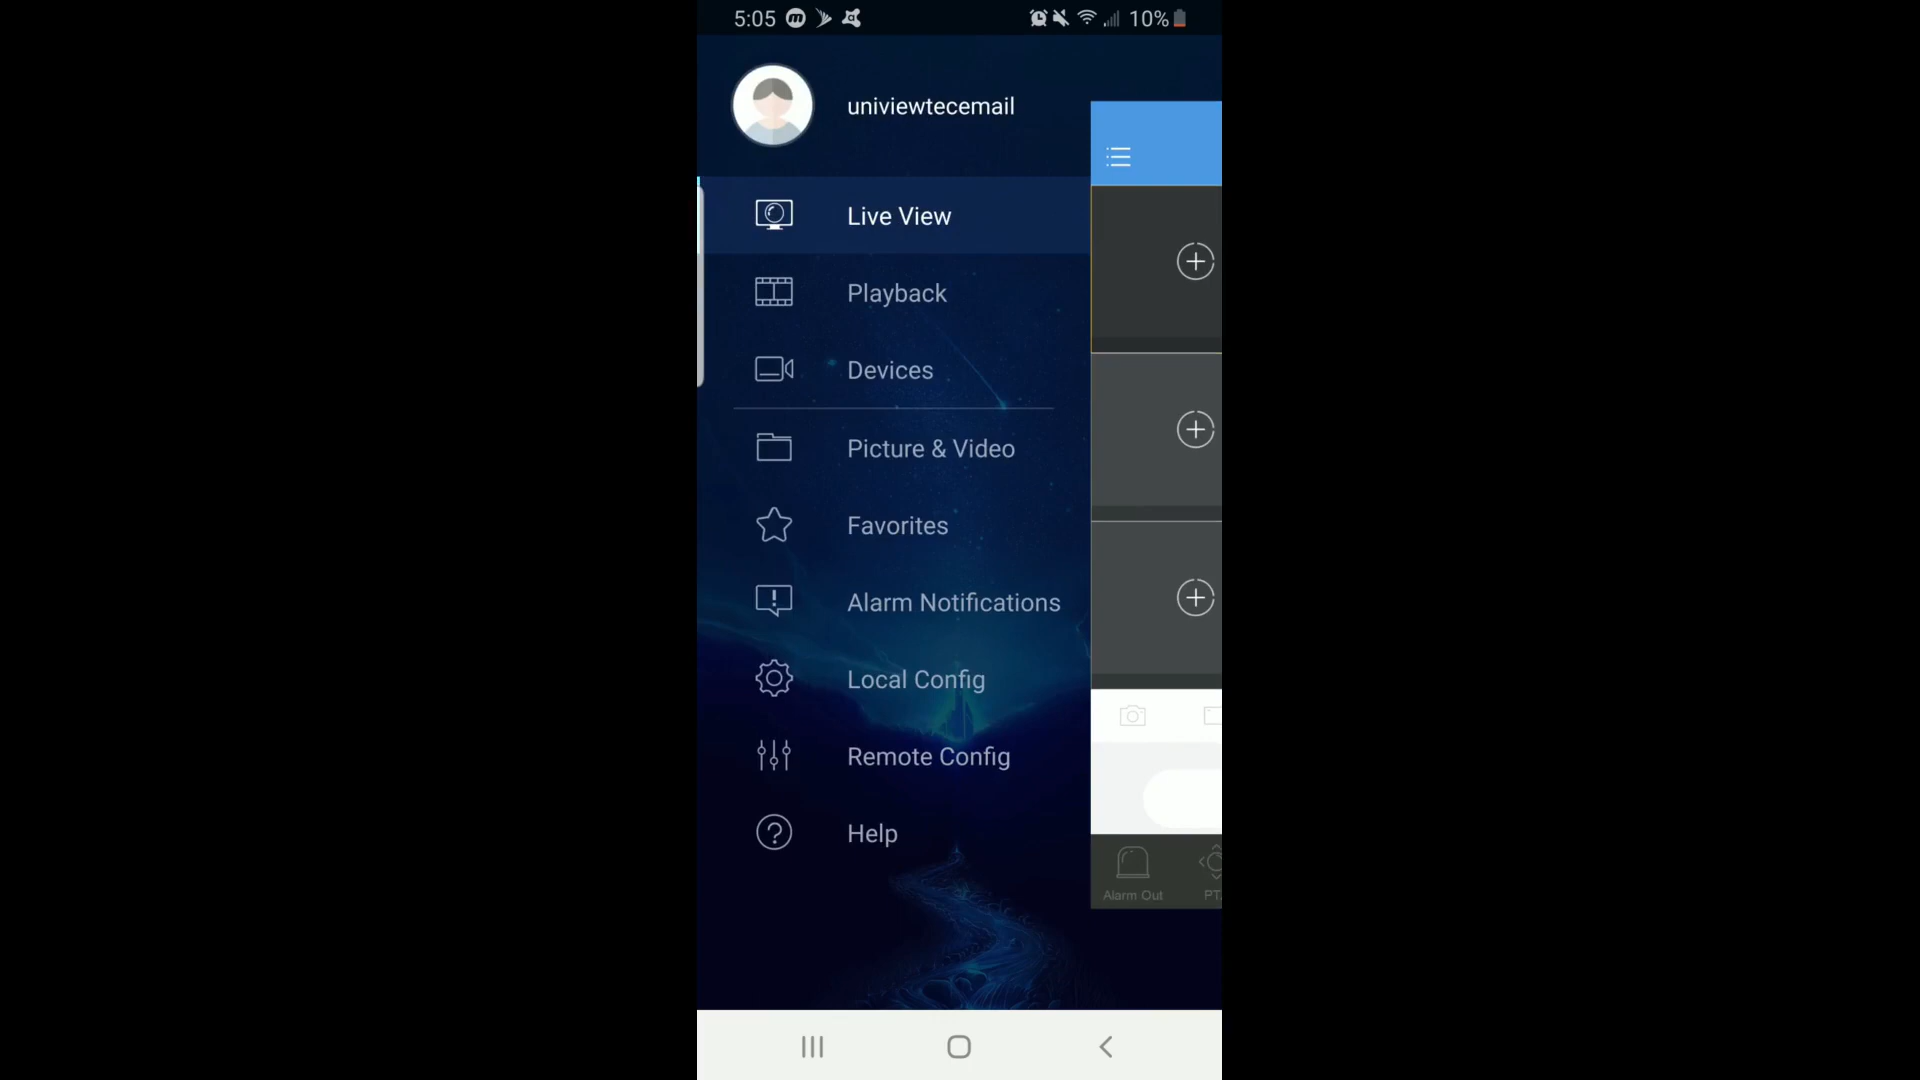 5:05 10%
univiewtecemail
Live View
Playback
Devices
Picture & Video
Favorites
Alarm Notifications
Local Config
Remote Config
Help
Alarm Out